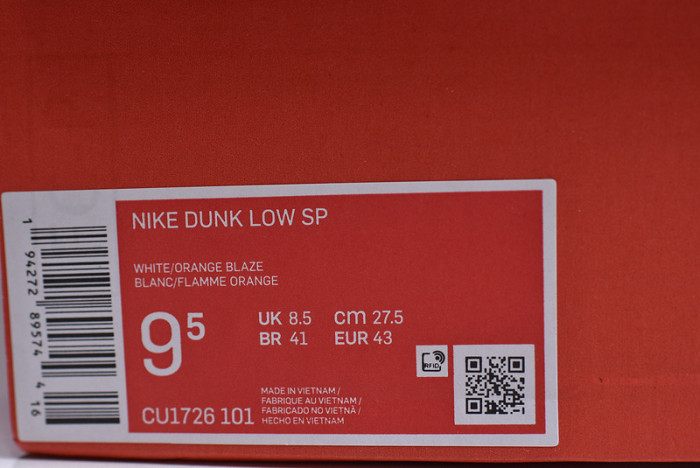 NIKE DUNK LOW SP
WHITE/ORANGE BLAZE
BLANC/FLAMME ORANGE
9⁵
UK 8.5 cm 27.5
BR 41 EUR 43
RFID
MADE IN VIETNAM /
FABRIQUE AU VIETNAM /
FABRICADO NO VIETNÃ /
HECHO EN VIETNAM
CU1726 101
1 94272 89574 4 16